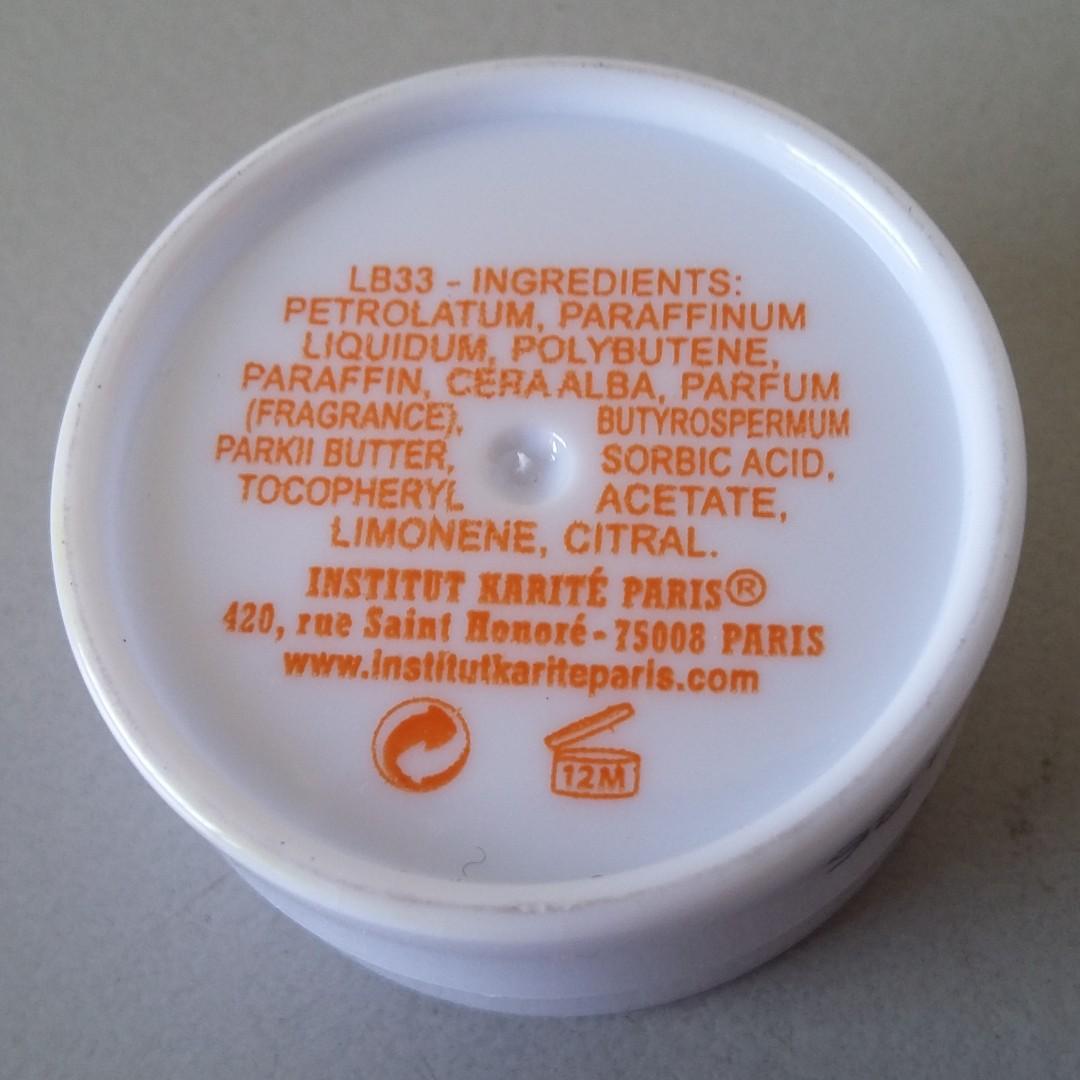 LB33 - INGREDIENTS:
PETROLATUM, PARAFFINUM
LIQUIDUM, POLYBUTENE,
PARAFFIN, CERA ALBA, PARFUM
(FRAGRANCE), BUTYROSPERMUM
PARKII BUTTER, SORBIC ACID,
TOCOPHERYL ACETATE,
LIMONENE, CITRAL.
INSTITUT KARITÉ PARIS®
420, rue Saint Honoré - 75008 PARIS
www.institutkariteparis.com
12M